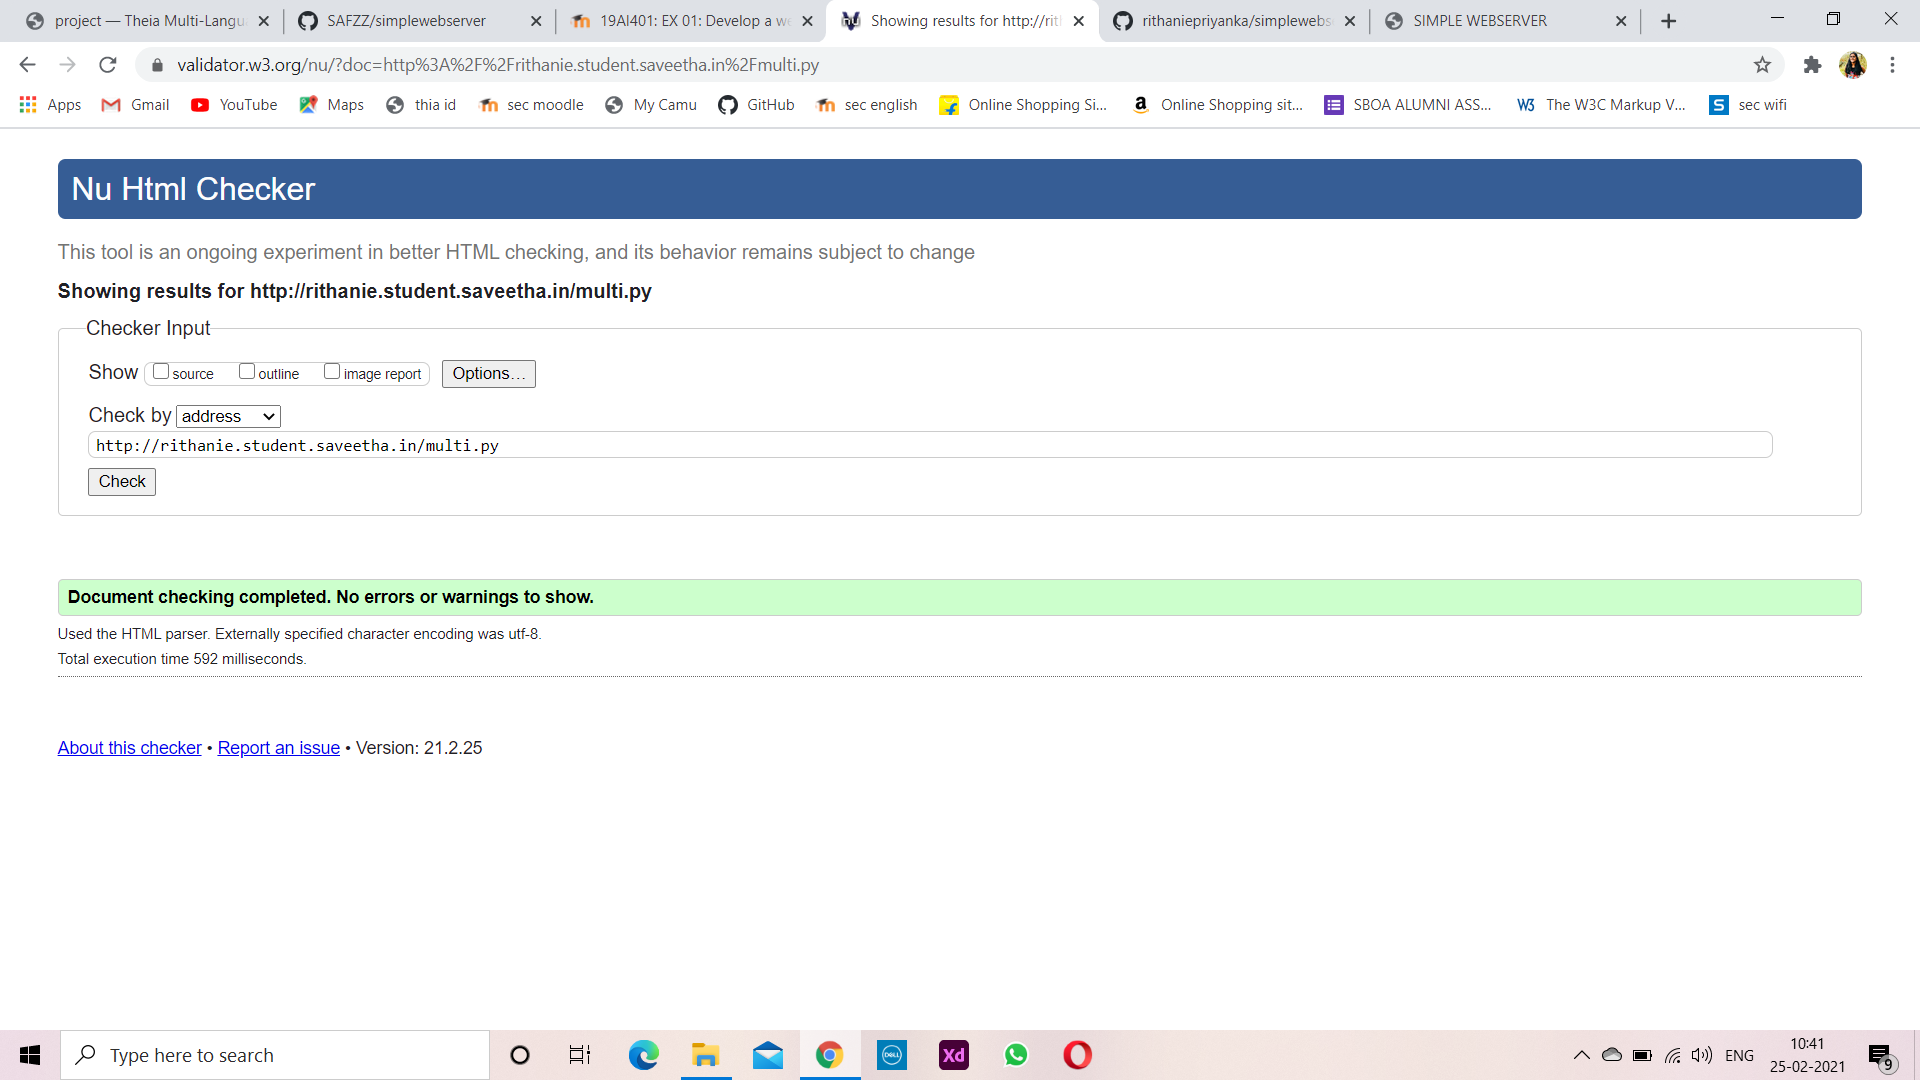 project — Theia Multi-Langu
SAFZZ/simplewebserver
19AI401: EX 01: Develop a we
Showing results for http://rith
rithaniepriyanka/simplewebse
SIMPLE WEBSERVER
validator.w3.org/nu/?doc=http%3A%2F%2Frithanie.student.saveetha.in%2Fmulti.py
Apps
Gmail
YouTube
Maps
thia id
sec moodle
My Camu
GitHub
sec english
Online Shopping Si...
Online Shopping sit...
SBOA ALUMNI ASS...
The W3C Markup V...
sec wifi
Nu Html Checker
This tool is an ongoing experiment in better HTML checking, and its behavior remains subject to change
Showing results for http://rithanie.student.saveetha.in/multi.py
Checker Input
Show source outline image report Options...
Check by address
http://rithanie.student.saveetha.in/multi.py
Check
Document checking completed. No errors or warnings to show.
Used the HTML parser. Externally specified character encoding was utf-8.
Total execution time 592 milliseconds.
About this checker • Report an issue • Version: 21.2.25
Type here to search
DELL
Xd
ENG
10:41
25-02-2021
9